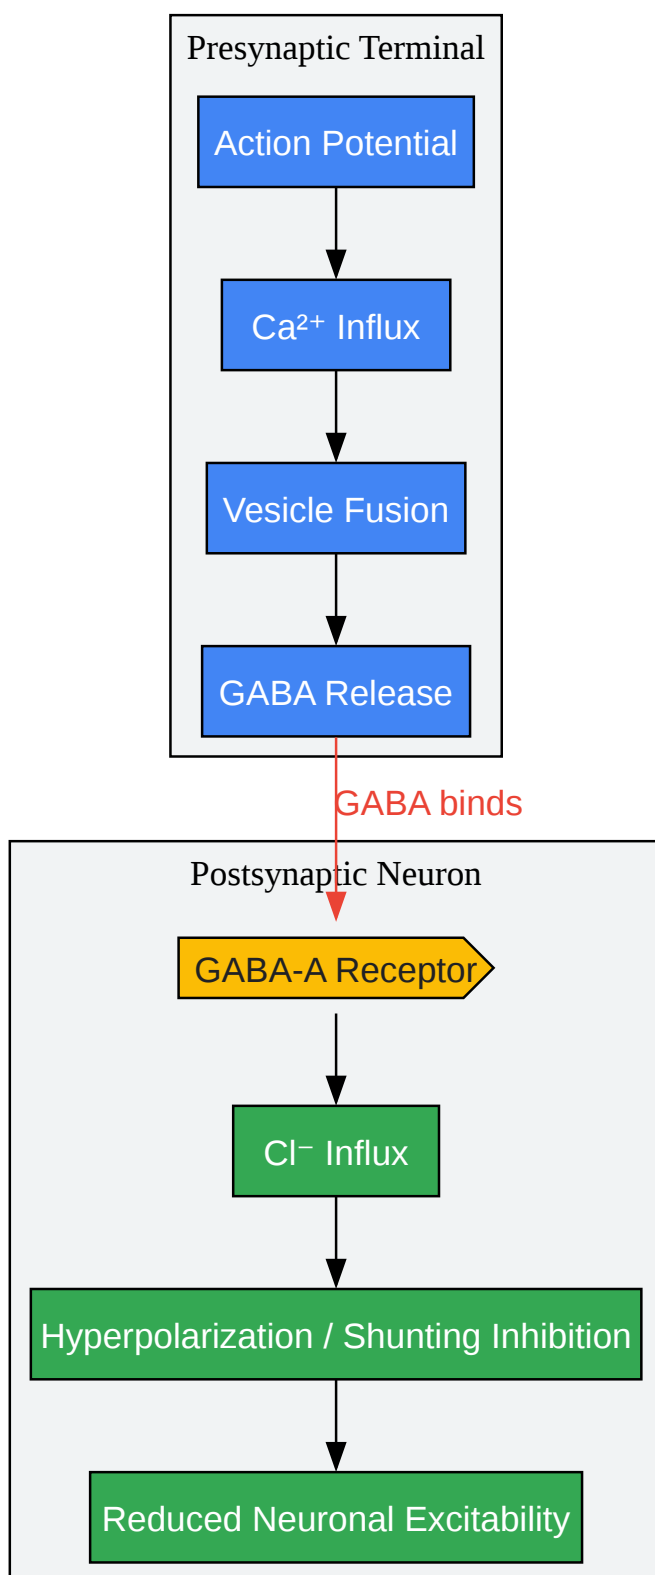 Presynaptic Terminal
Action Potential
Ca²⁺ Influx
Vesicle Fusion
GABA Release
GABA binds
Postsynaptic Neuron
GABA-A Receptor
Cl⁻ Influx
Hyperpolarization / Shunting Inhibition
Reduced Neuronal Excitability